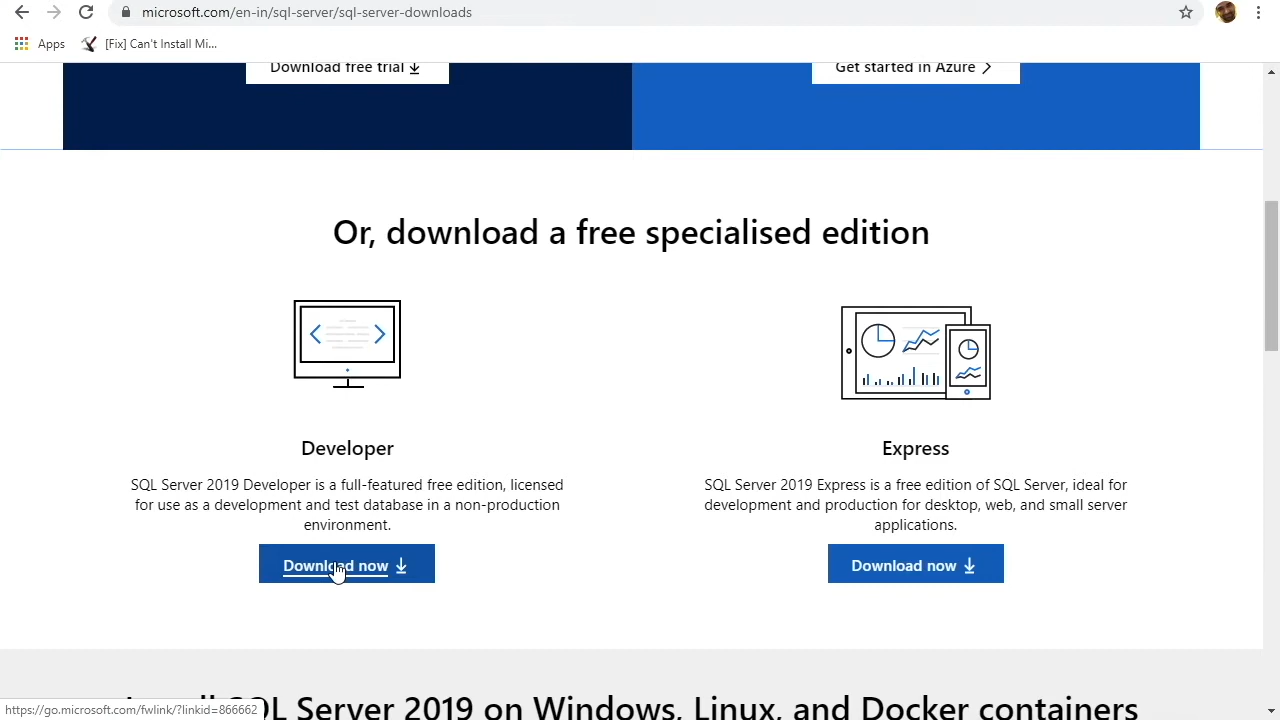 microsoft.com/en-in/sql-server/sql-server-downloads
Apps [Fix] Can't Install Mi...
Download free trial
Get started in Azure
Or, download a free specialised edition
Developer
SQL Server 2019 Developer is a full-featured free edition, licensed
for use as a development and test database in a non-production
environment.
Download now
Express
SQL Server 2019 Express is a free edition of SQL Server, ideal for
development and production for desktop, web, and small server
applications.
Download now
Install SQL Server 2019 on Windows, Linux, and Docker containers
https://go.microsoft.com/fwlink/?linkid=866662